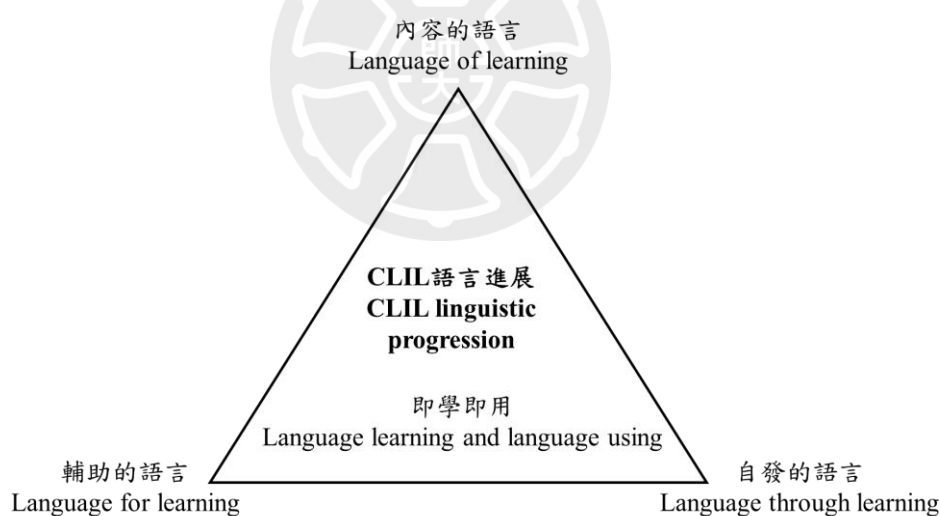 內容的語言
Language of learning
CLIL語言進展
CLIL linguistic
progression
即學即用
Language learning and language using
輔助的語言
Language for learning
自發的語言
Language through learning
師大